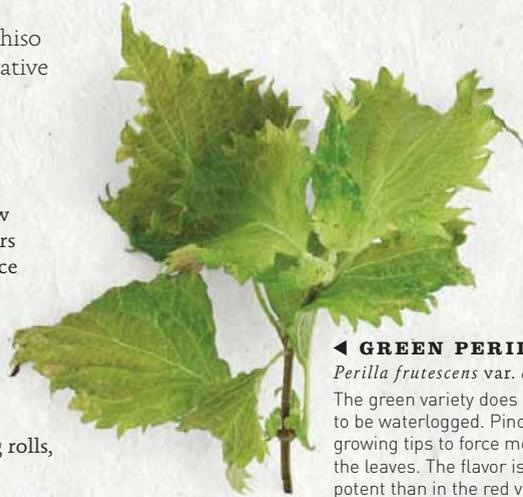 hiso
ative
w
rs
ce
g rolls,
◀ GREEN PERIL
Perilla frutescens var.
The green variety does
to be waterlogged. Pinc
growing tips to force m
the leaves. The flavor is
potent than in the red v